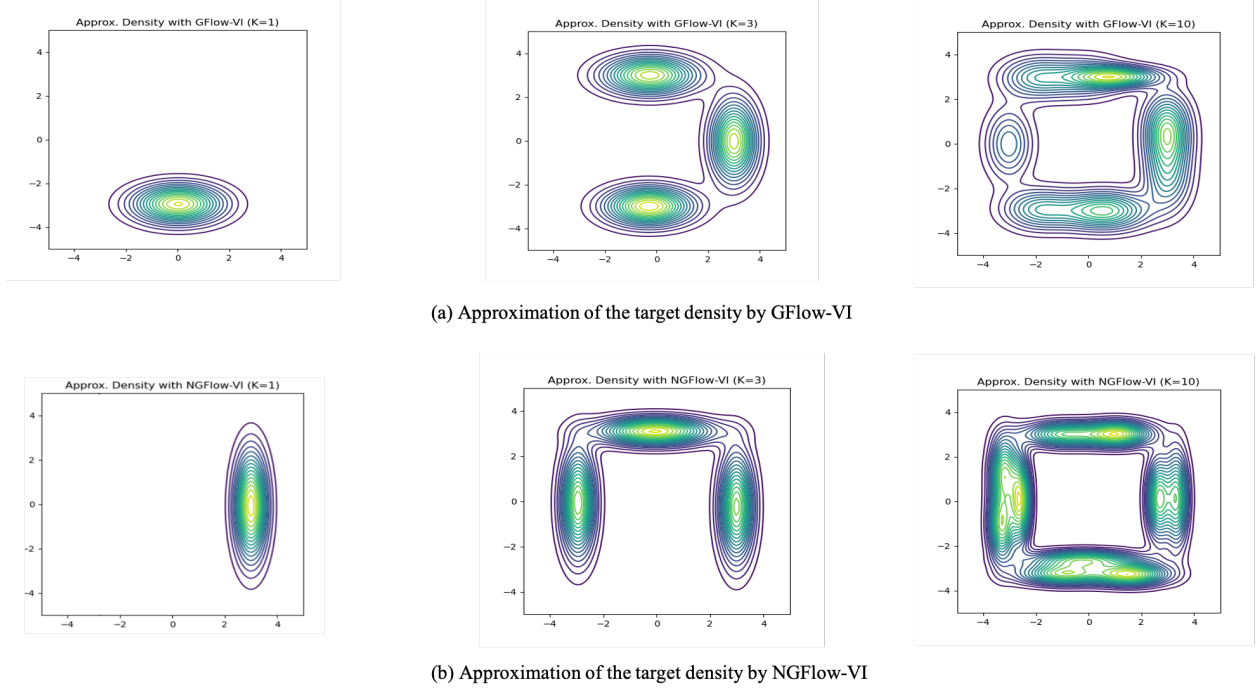 Approx. Density with GFlow-VI (K=1)
4
2
0
−2
−4
−4 −2 0 2 4
Approx. Density with GFlow-VI (K=3)
4
2
0
−2
−4
−4 −2 0 2 4
Approx. Density with GFlow-VI (K=10)
4
2
0
−2
−4
−4 −2 0 2 4
(a) Approximation of the target density by GFlow-VI
Approx. Density with NGFlow-VI (K=1)
4
2
0
−2
−4
−4 −2 0 2 4
Approx. Density with NGFlow-VI (K=3)
4
2
0
−2
−4
−4 −2 0 2 4
Approx. Density with NGFlow-VI (K=10)
4
2
0
−2
−4
−4 −2 0 2 4
(b) Approximation of the target density by NGFlow-VI